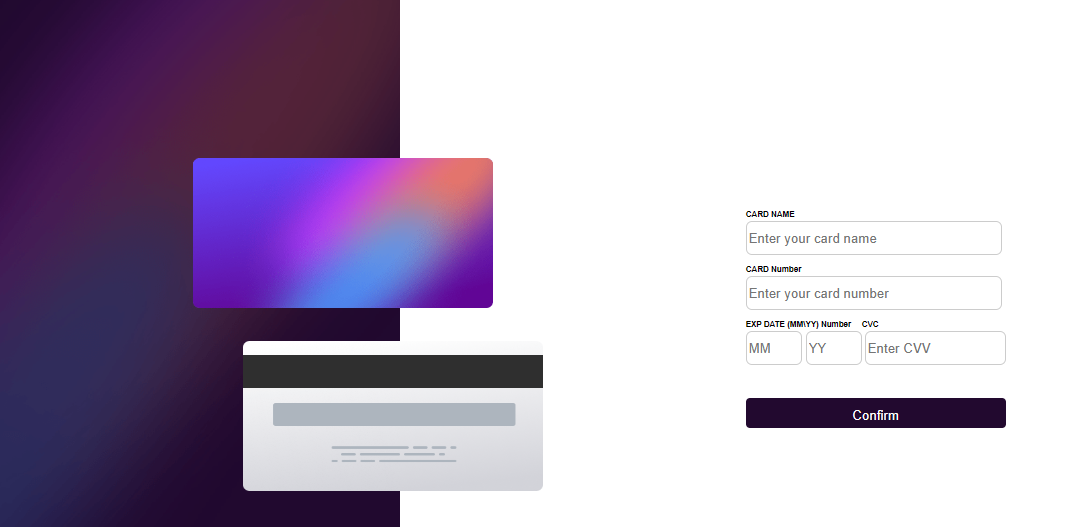 CARD NAME
Enter your card name
CARD Number
Enter your card number
EXP DATE (MM\YY) Number CVC
MM YY Enter CVV
Confirm